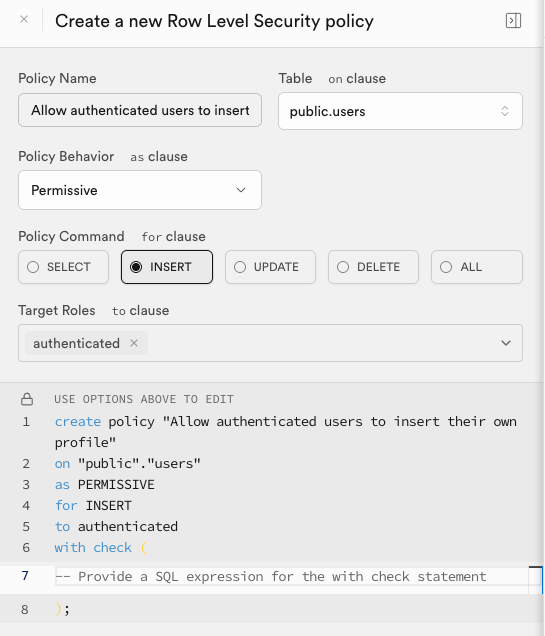 × Create a new Row Level Security policy
Policy Name
Table on clause
Allow authenticated users to insert
public.users
Policy Behavior as clause
Permissive
Policy Command for clause
SELECT INSERT UPDATE DELETE ALL
Target Roles to clause
authenticated ×
USE OPTIONS ABOVE TO EDIT
1 create policy "Allow authenticated users to insert their own
profile"
2 on "public"."users"
3 as PERMISSIVE
4 for INSERT
5 to authenticated
6 with check (
7 -- Provide a SQL expression for the with check statement
8 );